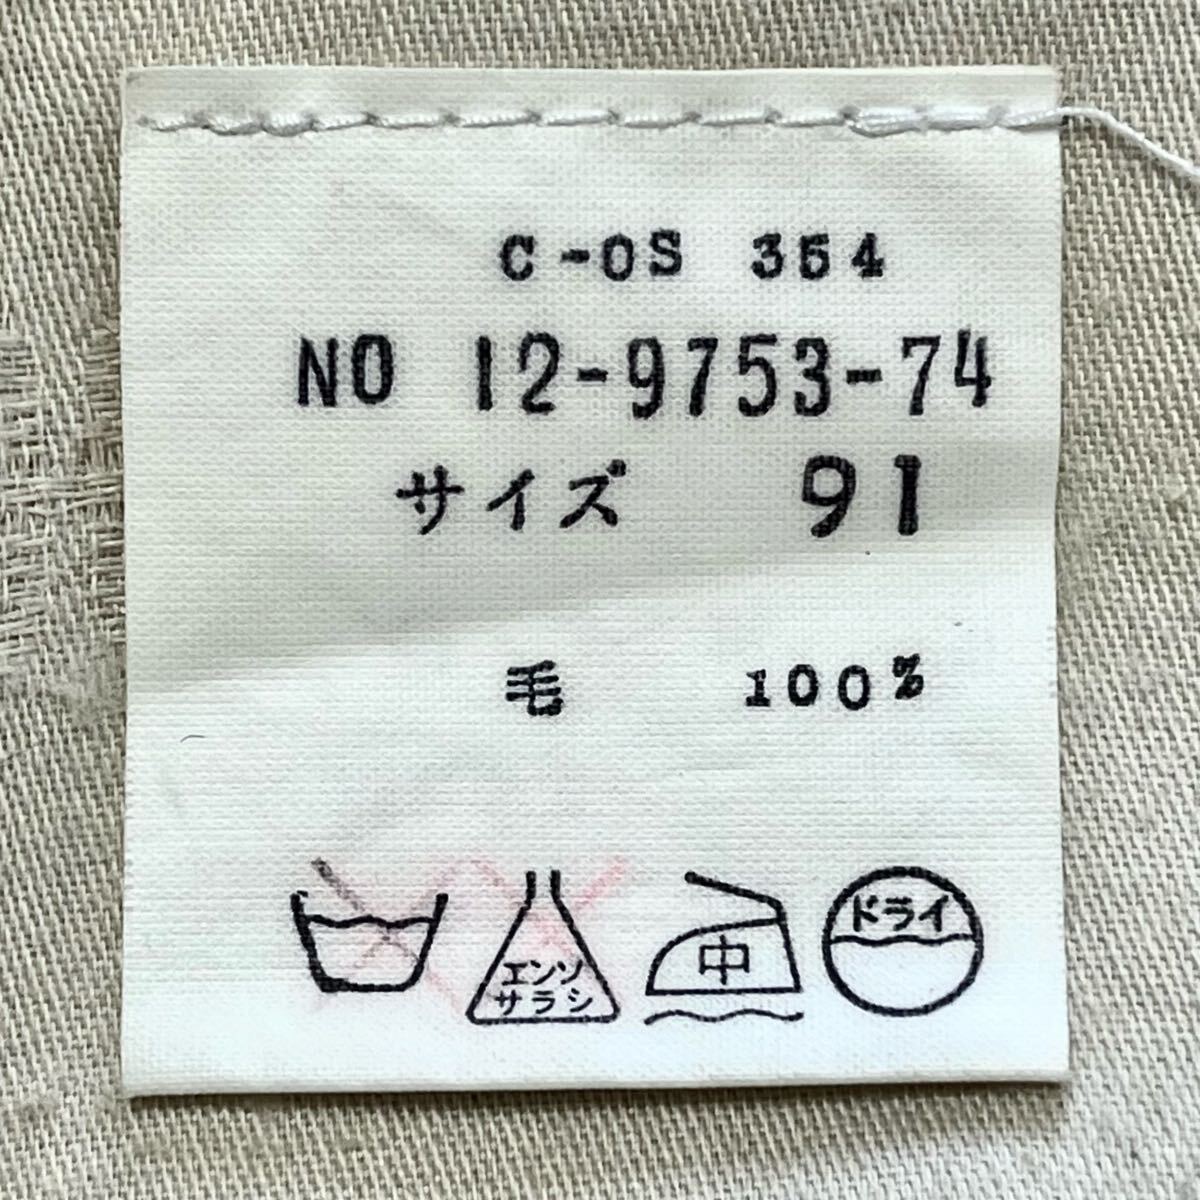 C-OS 354
NO 12-9753-74
サイズ 91
毛 100%
エンソ
サラシ
中
ドライ